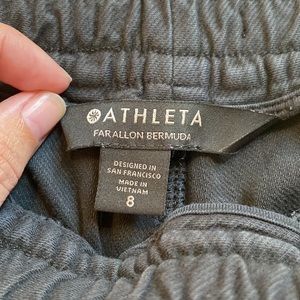 ATHLETA
FARALLON BERMUDA
DESIGNED IN
SAN FRANCISCO
MADE IN
VIETNAM
8